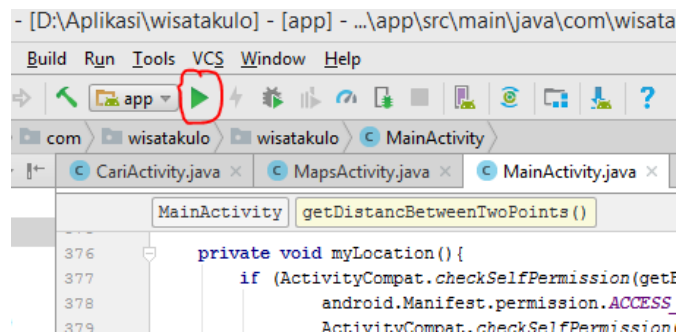 - [D:\Aplikasi\wisatakulo] - [app] - ...\app\src\main\java\com\wisata
Build Run Tools VCS Window Help
app
?
com wisatakulo wisatakulo C MainActivity
C CariActivity.java × C MapsActivity.java × C MainActivity.java ×
MainActivity getDistancBetweenTwoPoints()
376 private void myLocation(){
377 if (ActivityCompat.checkSelfPermission(getB
378 android.Manifest.permission.ACCESS_
379 ActivityCompat.checkSelfPermission(